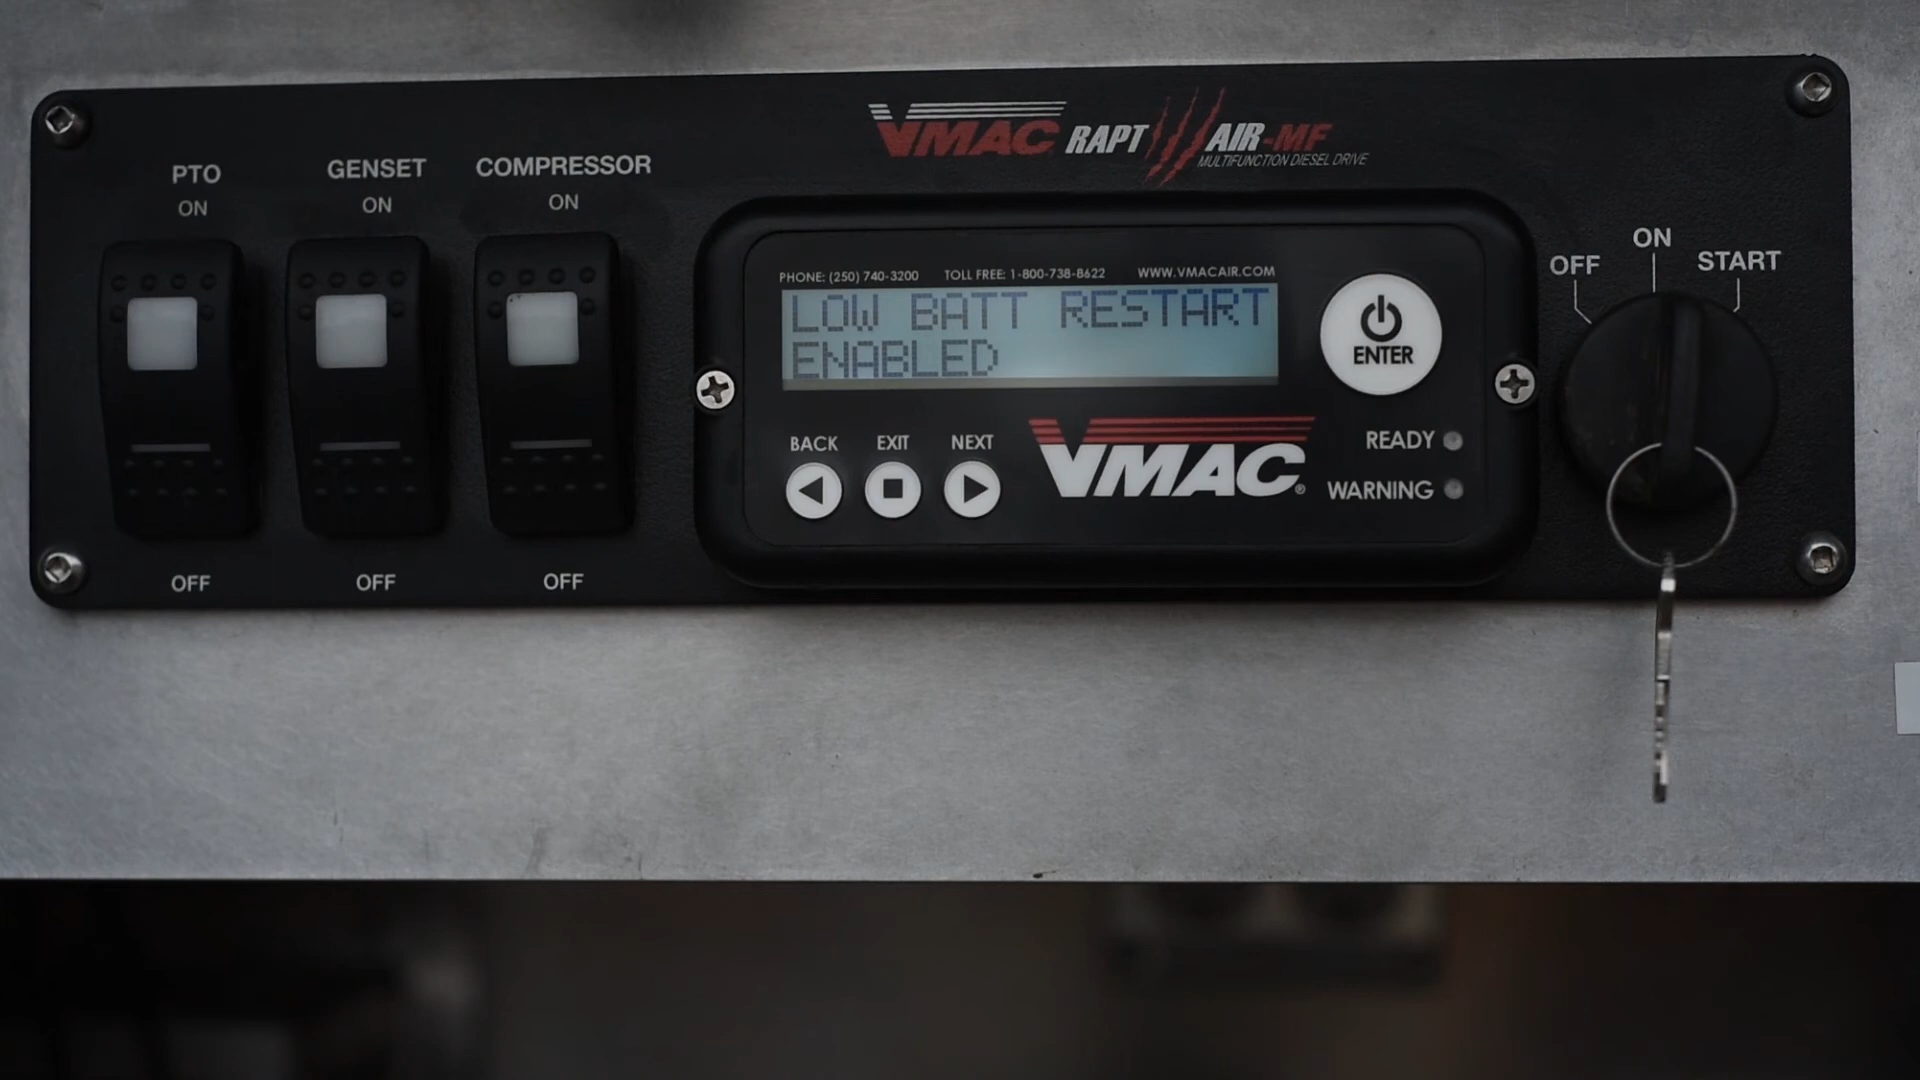 VMAC RAPTAIR-MF
MULTIFUNCTION DIESEL DRIVE
PTO
ON
OFF
GENSET
ON
OFF
COMPRESSOR
ON
OFF
PHONE: (250) 740-3200 TOLL FREE: 1-800-738-8622 WWW.VMACAIR.COM
LOW BATT RESTART
ENABLED
ENTER
BACK EXIT NEXT
VMAC®
READY
WARNING
OFF
ON
START